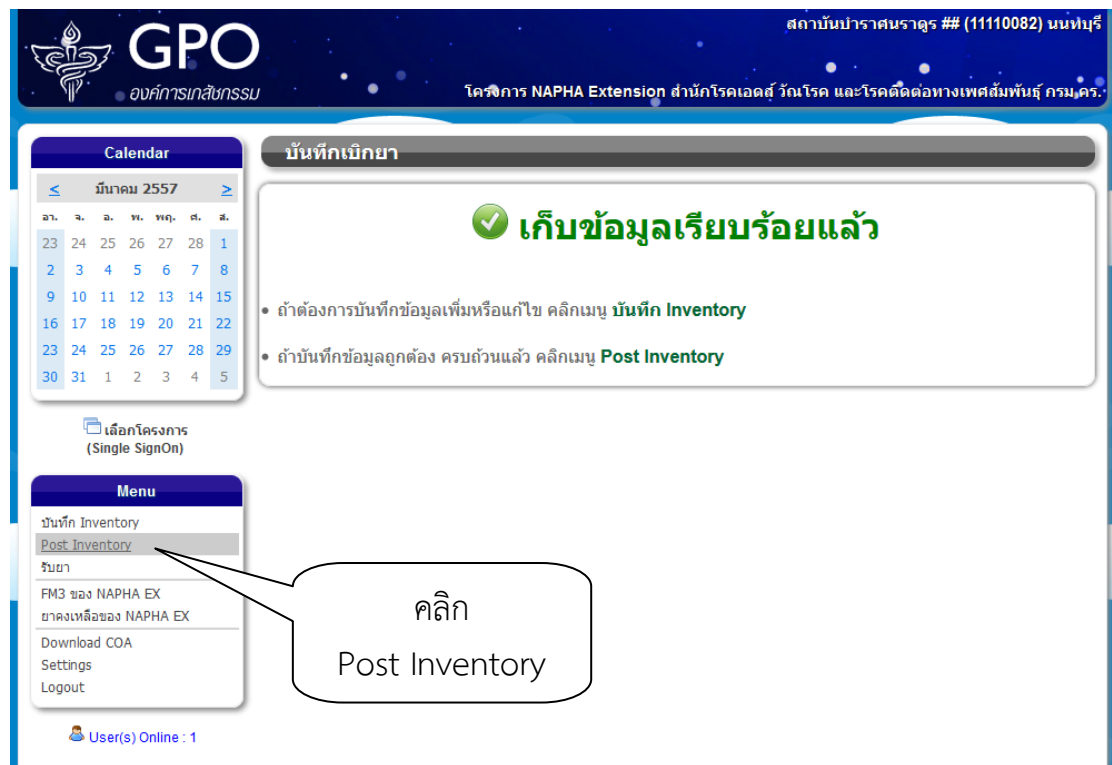 สถาบันบำราศนราดูร ## (11110082) นนทบุรี
GPO
องค์การเภสัชกรรม
โครงการ NAPHA Extension สำนักโรคเอดส์ วัณโรค และโรคติดต่อทางเพศสัมพันธุ์ กรม.คร.
Calendar
บันทึกเบิกยา
< มีนาคม 2557 >
อา. จ. อ. พ. พฤ. ศ. ส.
23 24 25 26 27 28 1
2 3 4 5 6 7 8
9 10 11 12 13 14 15
16 17 18 19 20 21 22
23 24 25 26 27 28 29
30 31 1 2 3 4 5
เก็บข้อมูลเรียบร้อยแล้ว
• ถ้าต้องการบันทึกข้อมูลเพิ่มหรือแก้ไข คลิกเมนู บันทึก Inventory
• ถ้าบันทึกข้อมูลถูกต้อง ครบถ้วนแล้ว คลิกเมนู Post Inventory
เลือกโครงการ
(Single SignOn)
Menu
บันทึก Inventory
Post Inventory
รับยา
FM3 ของ NAPHA EX
ยาคงเหลือของ NAPHA EX
Download COA
Settings
Logout
คลิก
Post Inventory
User(s) Online : 1